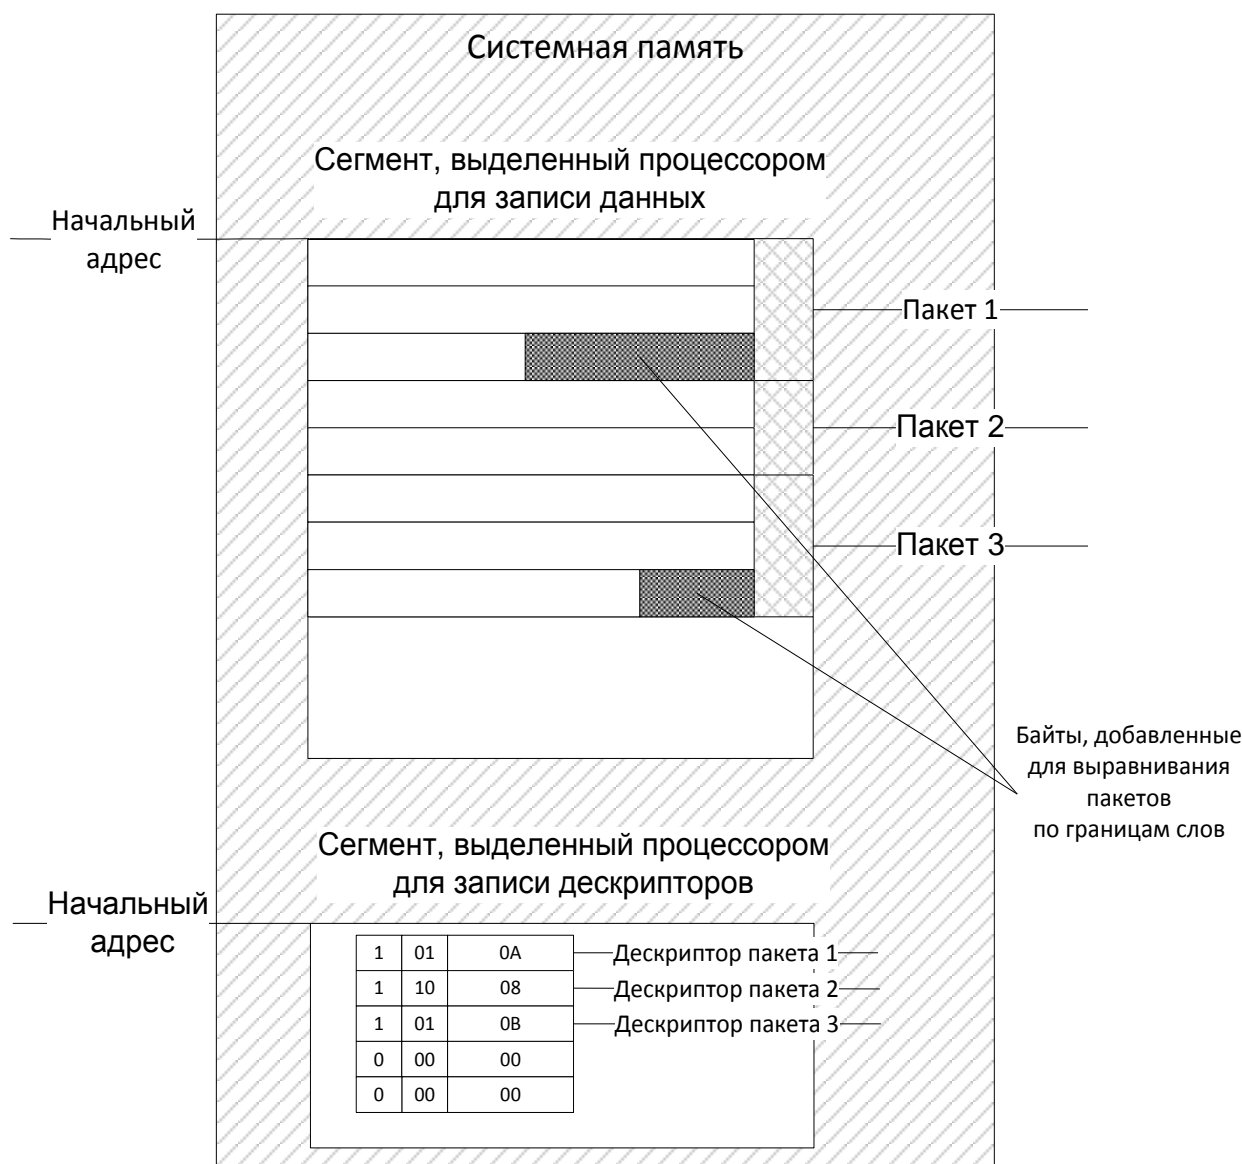 Системная память
Сегмент, выделенный процессором
для записи данных
Начальный
адрес
Пакет 1
Пакет 2
Пакет 3
Байты, добавленные
для выравнивания
пакетов
по границам слов
Сегмент, выделенный процессором
для записи дескрипторов
Начальный
адрес
1 01 0A Дескриптор пакета 1
1 10 08 Дескриптор пакета 2
1 01 0B Дескриптор пакета 3
0 00 00
0 00 00